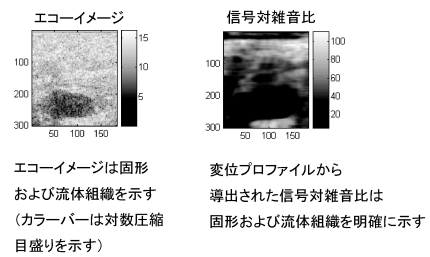 エコーイメージ
信号対雑音比
100
200
300
50 100 150
15
10
5
100
200
300
50 100 150
100
80
60
40
20
エコーイメージは固形
および流体組織を示す
(カラーバーは対数圧縮
目盛りを示す)
変位プロファイルから
導出された信号対雑音比は
固形および流体組織を明確に示す